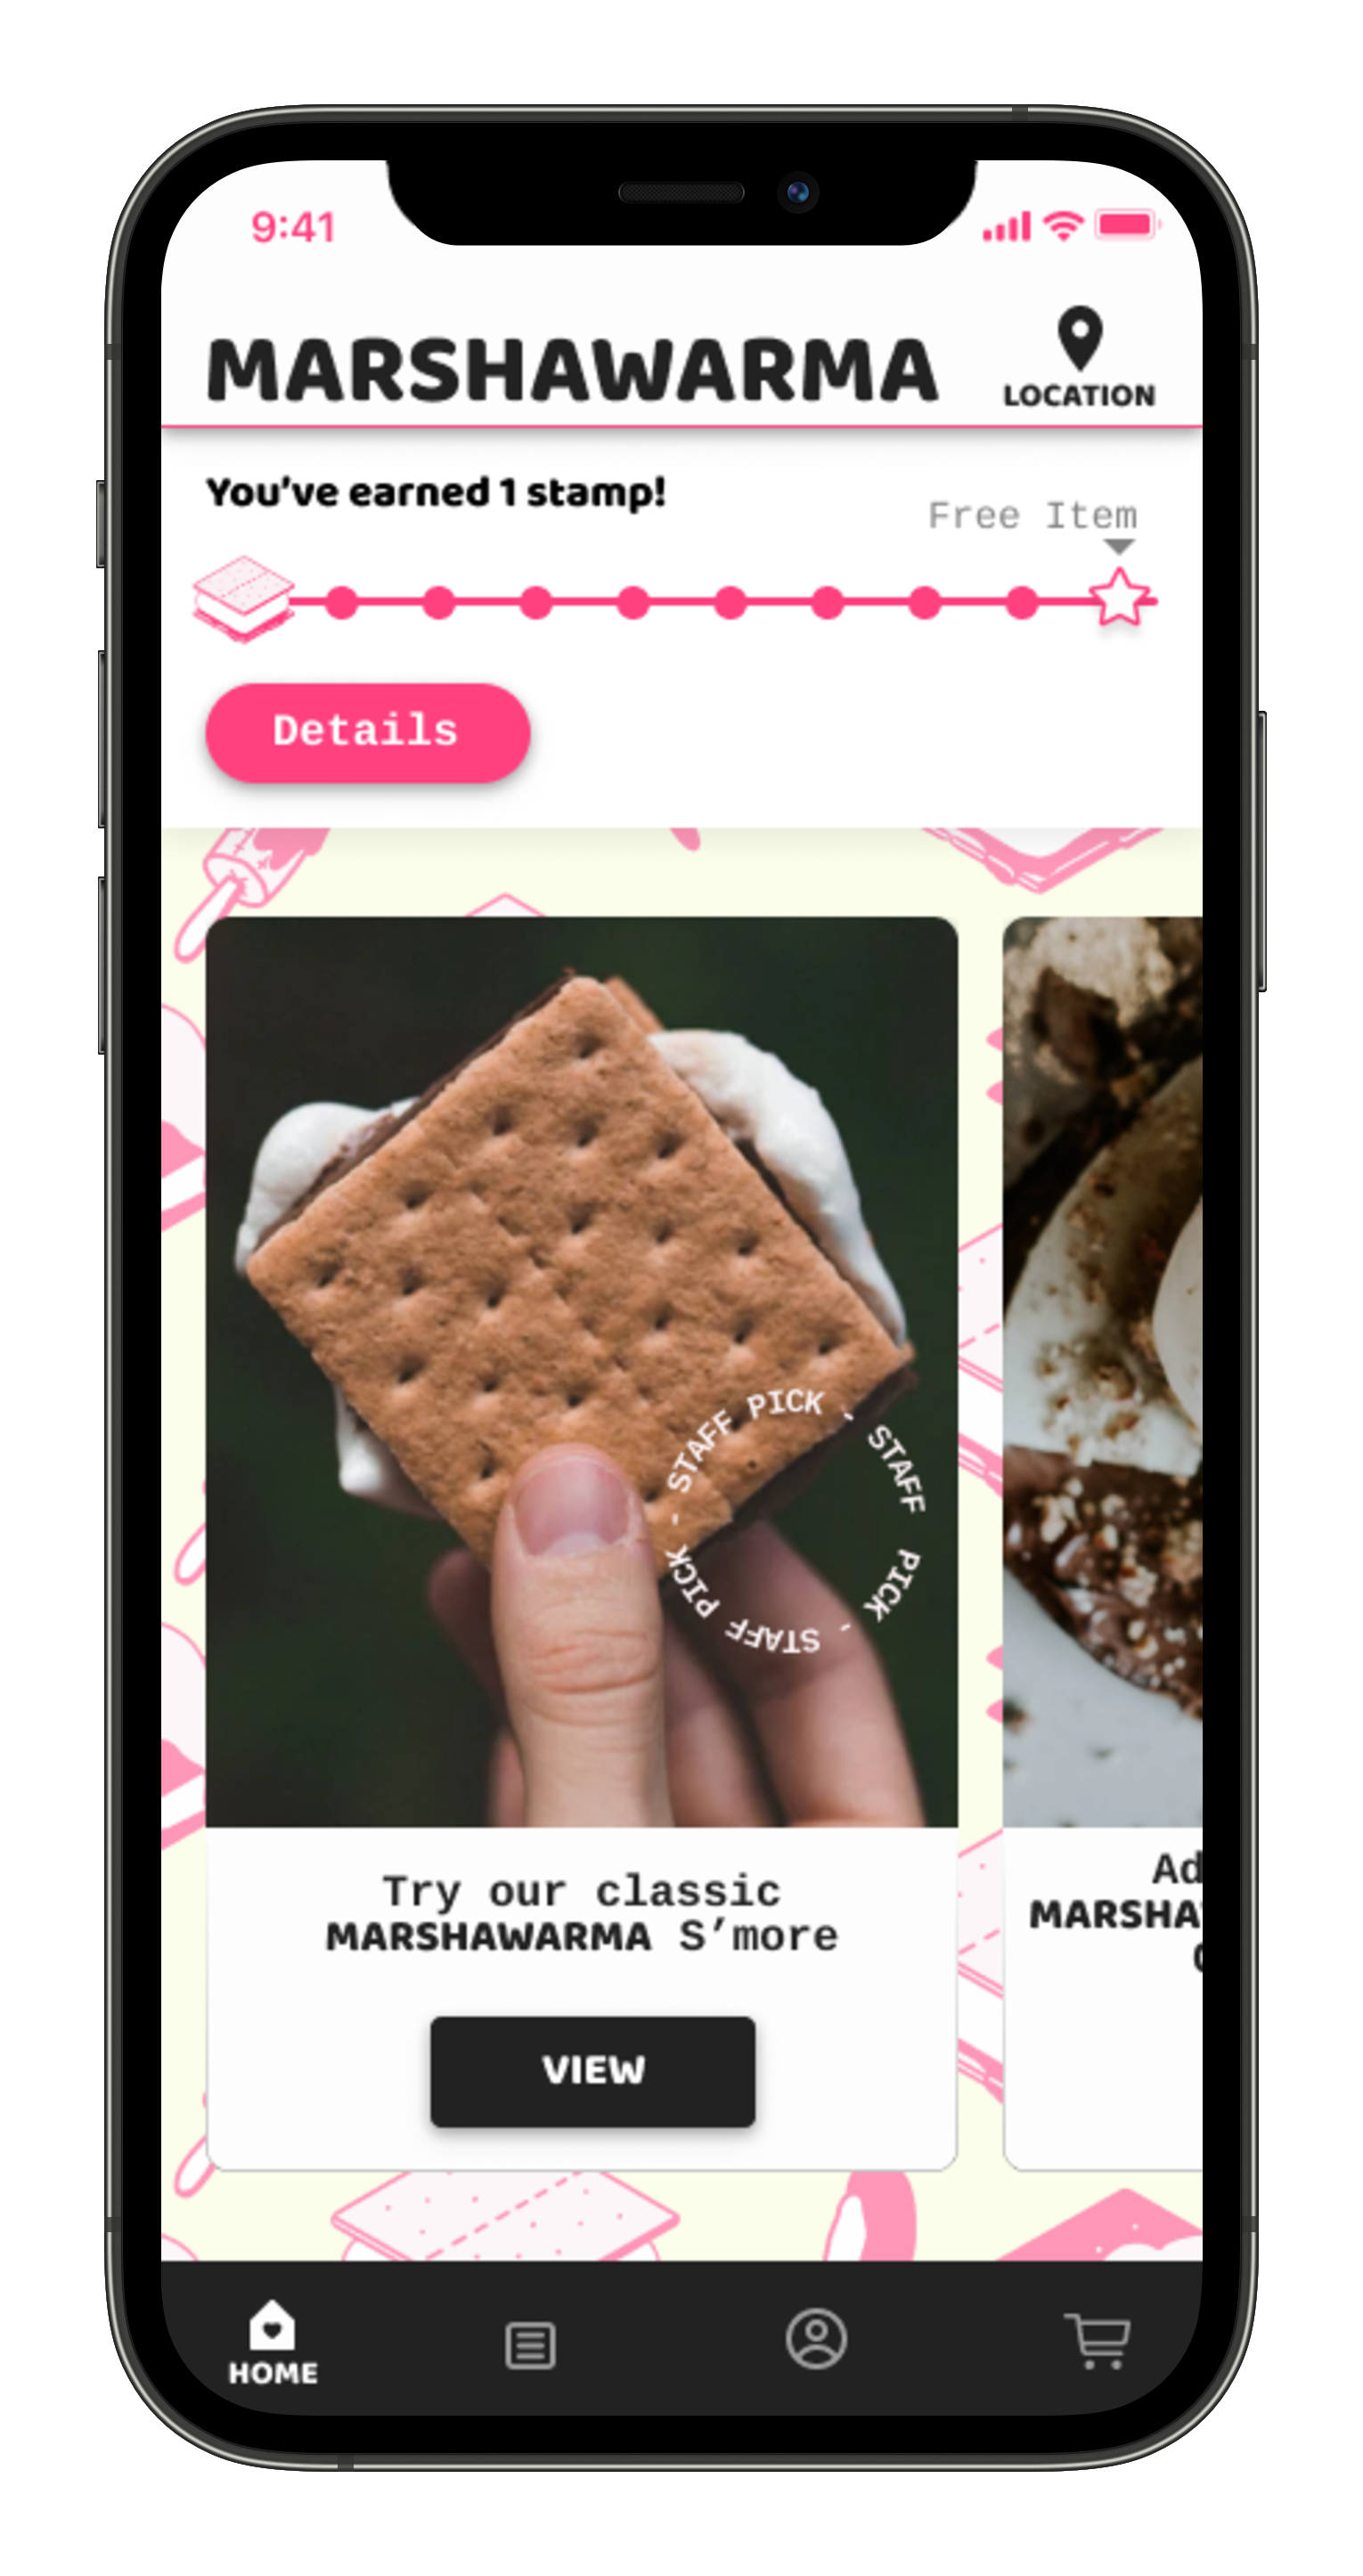 9:41
MARSHAWARMA
LOCATION
You’ve earned 1 stamp!
Free Item
Details
STAFF PICK - STAFF PICK - STAFF PICK -
Try our classic
MARSHAWARMA S’more
VIEW
Ad
MARSHA
HOME